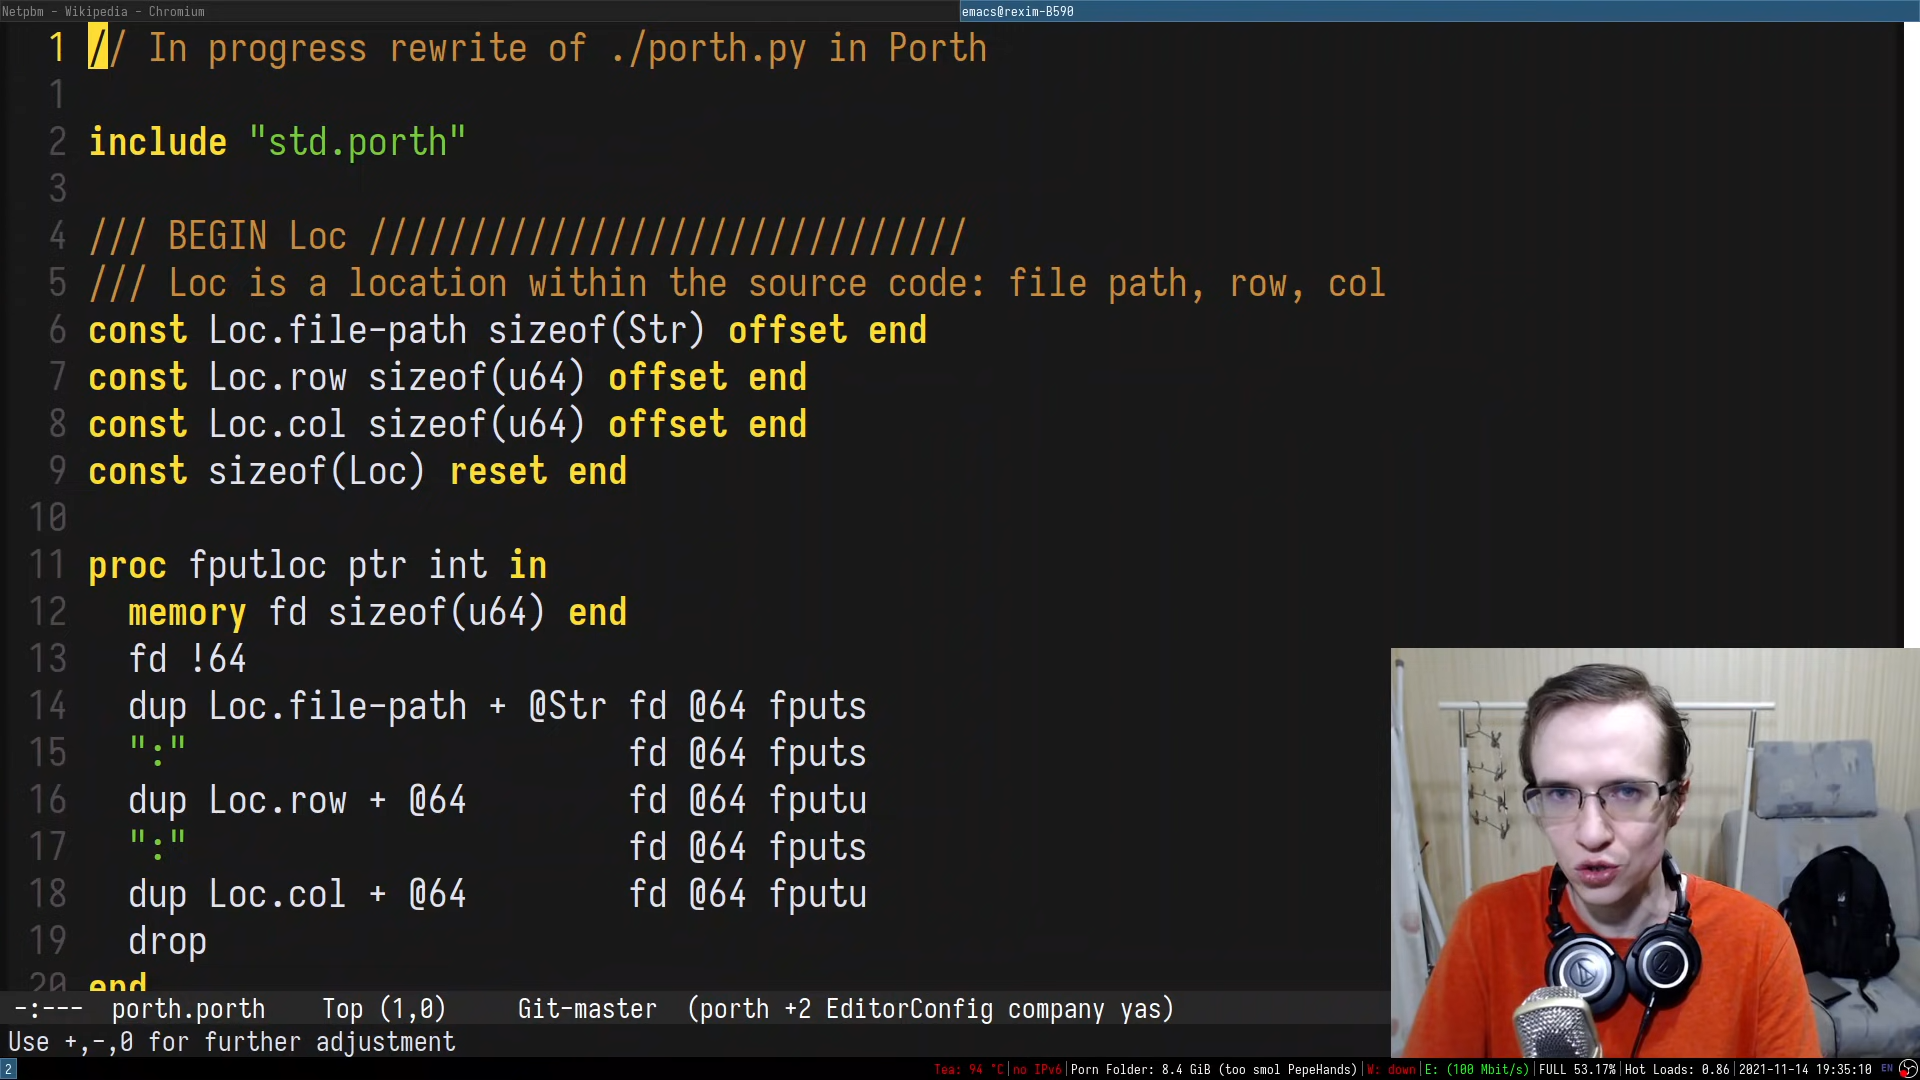 Netpbm - Wikipedia - Chromium
emacs@rexim-B590
1 // In progress rewrite of ./porth.py in Porth
1
2 include "std.porth"
3
4 /// BEGIN Loc //////////////////////////////
5 /// Loc is a location within the source code: file path, row, col
6 const Loc.file-path sizeof(Str) offset end
7 const Loc.row sizeof(u64) offset end
8 const Loc.col sizeof(u64) offset end
9 const sizeof(Loc) reset end
10
11 proc fputloc ptr int in
12   memory fd sizeof(u64) end
13   fd !64
14   dup Loc.file-path + @Str fd @64 fputs
15   ":"                      fd @64 fputs
16   dup Loc.row + @64        fd @64 fputu
17   ":"                      fd @64 fputs
18   dup Loc.col + @64        fd @64 fputu
19   drop
20 end
-:---  porth.porth    Top (1,0)    Git-master  (porth +2 EditorConfig company yas)
Use +,-,0 for further adjustment
2
Tea: 94 °C|no IPv6|Porn Folder: 8.4 GiB (too smol PepeHands)|W: down|E: (100 Mbit/s)|FULL 53.17%|Hot Loads: 0.86|2021-11-14 19:35:10 EN